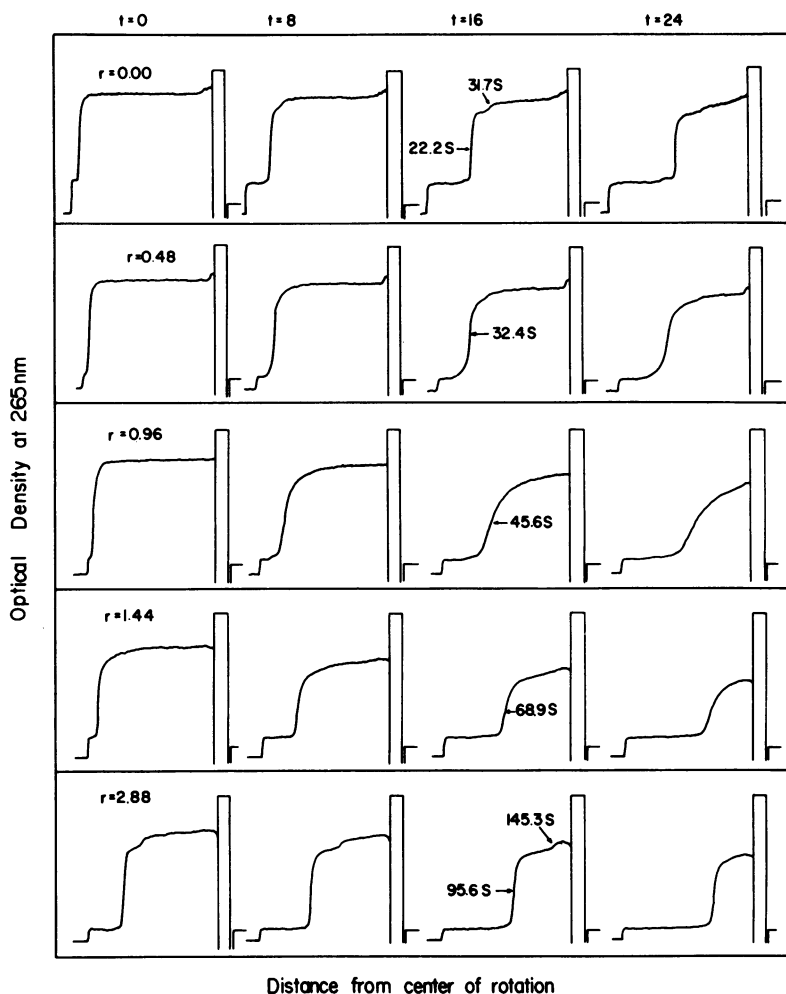 t=0 t=8 t=16 t=24
r=0.00
31.7S
22.2S
r=0.48
32.4S
r=0.96
45.6S
r=1.44
68.9S
r=2.88
145.3S
95.6S
Optical Density at 265nm
Distance from center of rotation